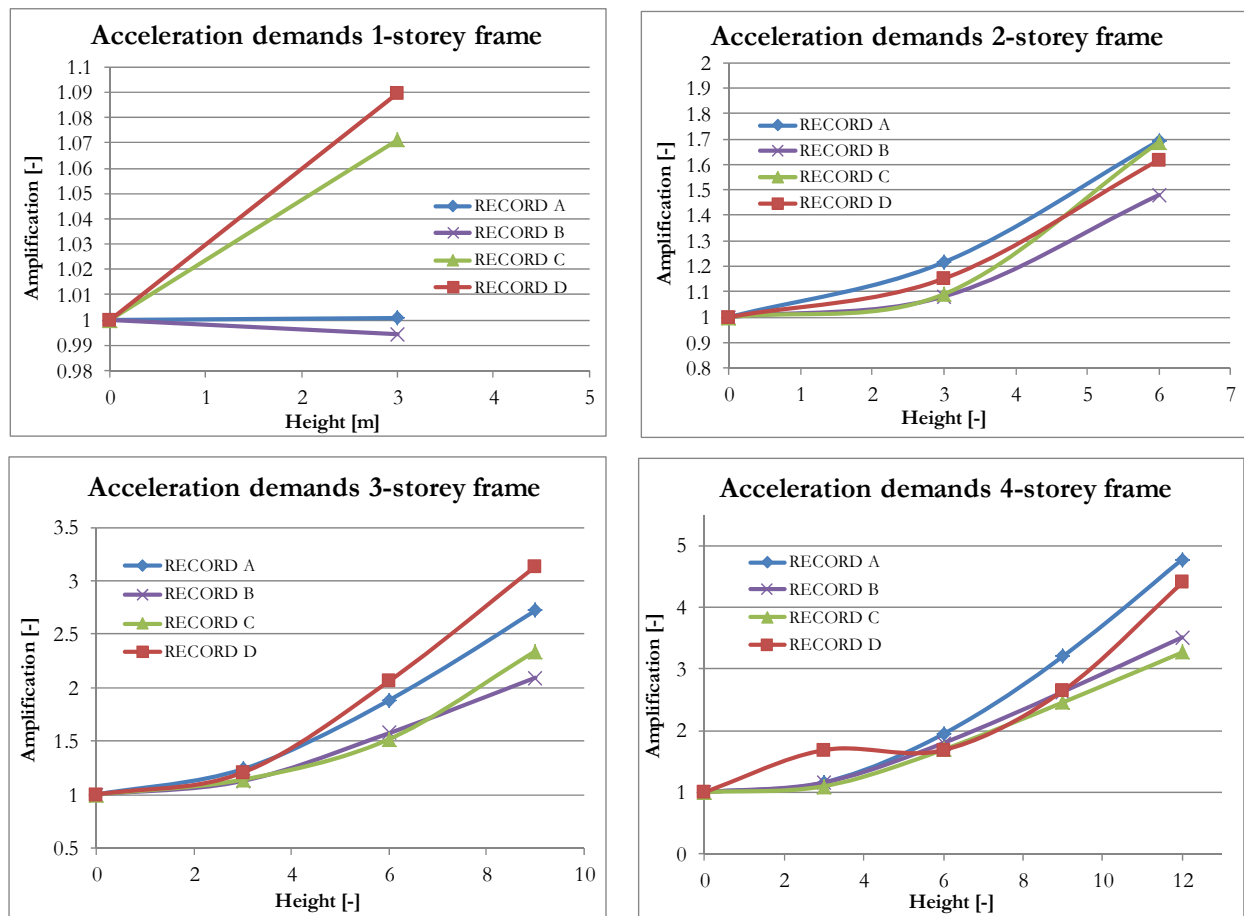 Acceleration demands 1-storey frame
Amplification [-]
1.1
1.09
1.08
1.07
1.06
1.05
1.04
1.03
1.02
1.01
1
0.99
0.98
RECORD A
RECORD B
RECORD C
RECORD D
0 1 2 3 4 5
Height [m]
Acceleration demands 2-storey frame
Amplification [-]
2
1.9
1.8
1.7
1.6
1.5
1.4
1.3
1.2
1.1
1
0.9
0.8
RECORD A
RECORD B
RECORD C
RECORD D
0 1 2 3 4 5 6 7
Height [-]
Acceleration demands 3-storey frame
Amplification [-]
3.5
3
2.5
2
1.5
1
0.5
RECORD A
RECORD B
RECORD C
RECORD D
0 2 4 6 8 10
Height [-]
Acceleration demands 4-storey frame
Amplification [-]
5
4
3
2
1
0
RECORD A
RECORD B
RECORD C
RECORD D
0 2 4 6 8 10 12
Height [-]